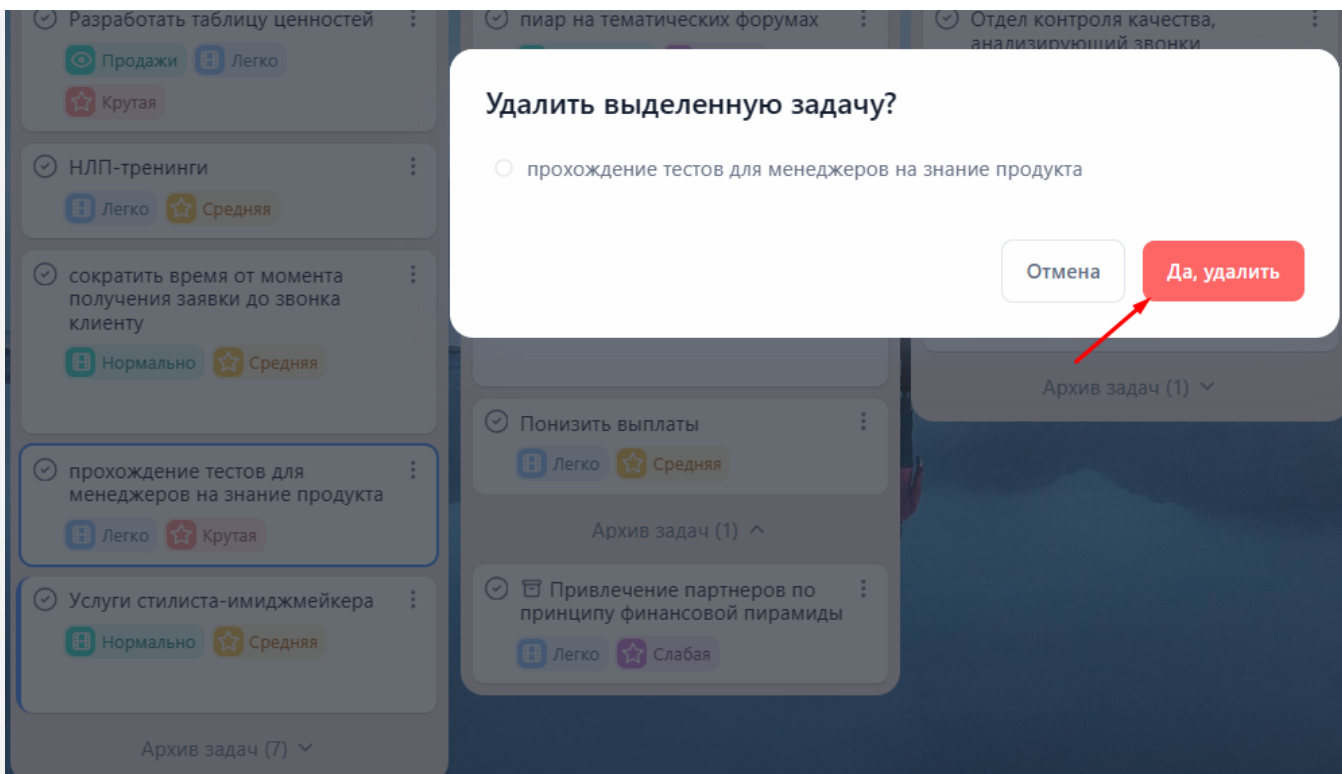 Разработать таблицу ценностей
Продажи Легко
Крутая
НЛП-тренинги
Легко Средняя
сократить время от момента
получения заявки до звонка
клиенту
Нормально Средняя
прохождение тестов для
менеджеров на знание продукта
Легко Крутая
Услуги стилиста-имиджмейкера
Нормально Средняя
Архив задач (7)
пиар на тематических форумах
Понизить выплаты
Легко Средняя
Архив задач (1)
Привлечение партнеров по
принципу финансовой пирамиды
Легко Слабая
Отдел контроля качества,
анализирующий звонки
Архив задач (1)
Удалить выделенную задачу?
прохождение тестов для менеджеров на знание продукта
Отмена
Да, удалить